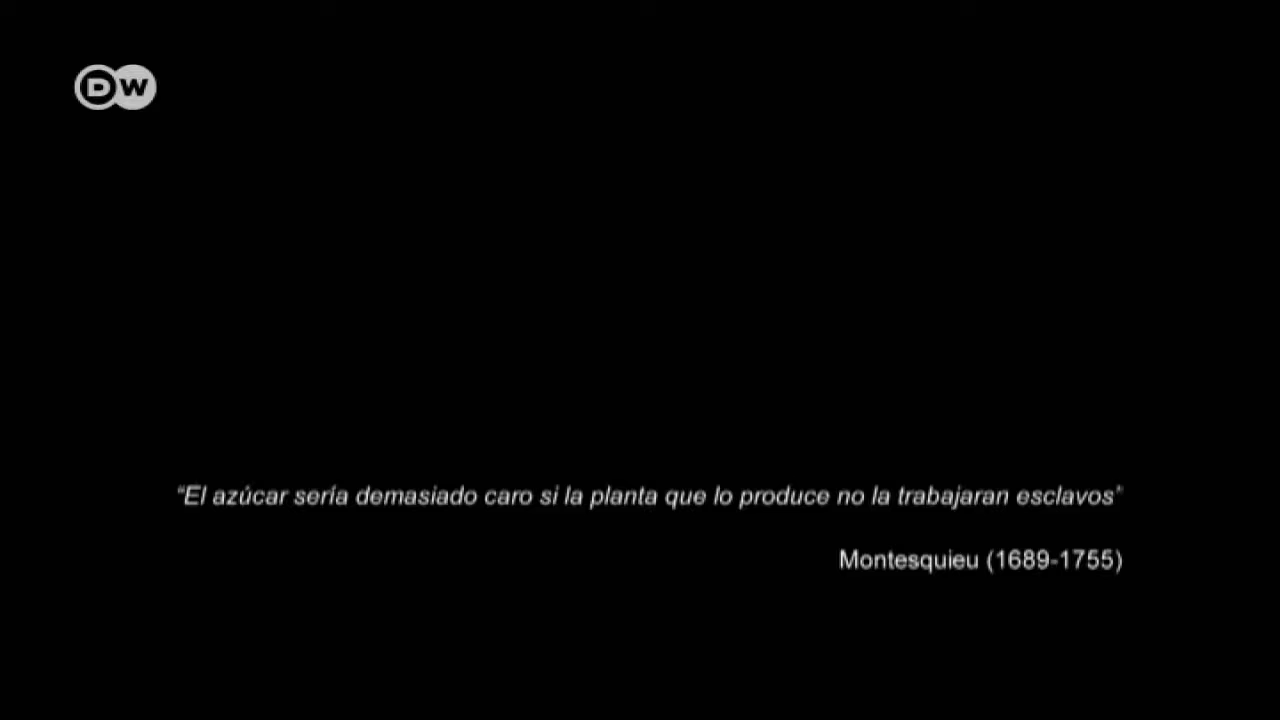 DW
“El azúcar sería demasiado caro si la planta que lo produce no la trabajaran esclavos”
Montesquieu (1689-1755)